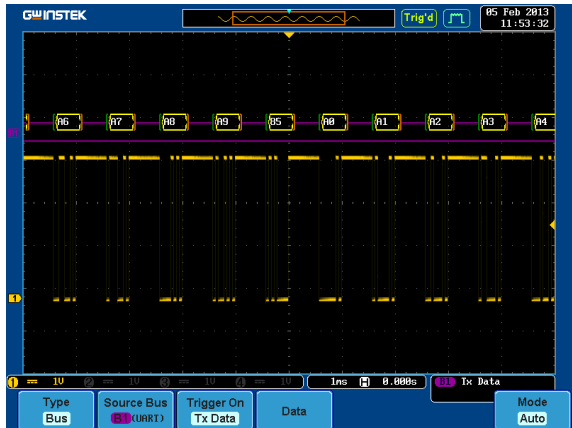 GWINSTEK
Trig'd
05 Feb 2013
11:53:32
A6 A7 A8 A9 85 A0 A1 A2 A3 A4
B1
1
1 == 1V 2 == 1V 3 == 1V 4 == 1V 1ms H 0.000s B1 Tx Data
Type Source Bus Trigger On Data Mode
Bus B1(UART) Tx Data Auto